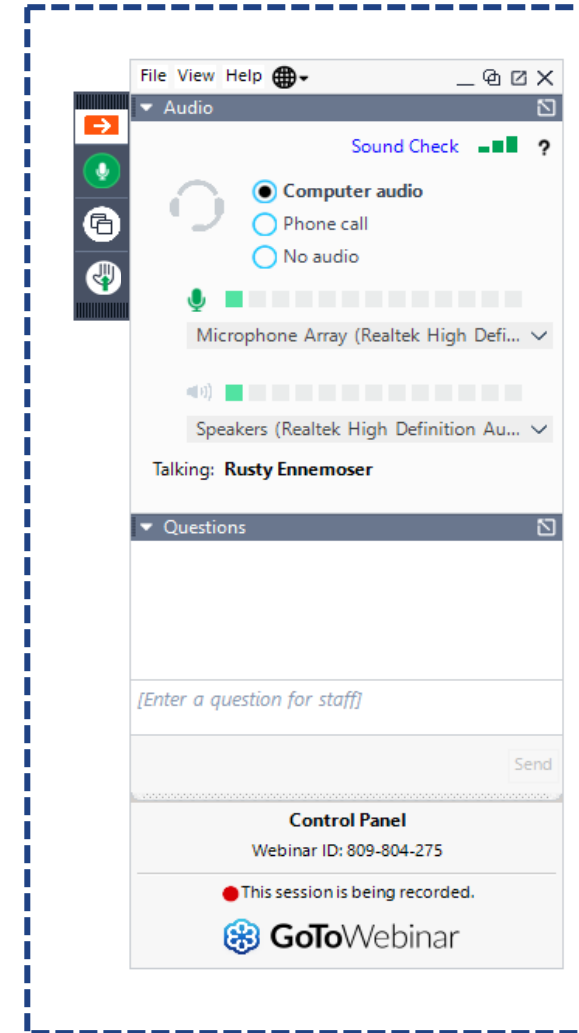 File View Help
Audio
Sound Check ?
Computer audio
Phone call
No audio
Microphone Array (Realtek High Defi...
Speakers (Realtek High Definition Au...
Talking: Rusty Ennemoser
Questions
[Enter a question for staff]
Send
Control Panel
Webinar ID: 809-804-275
This session is being recorded.
GoToWebinar